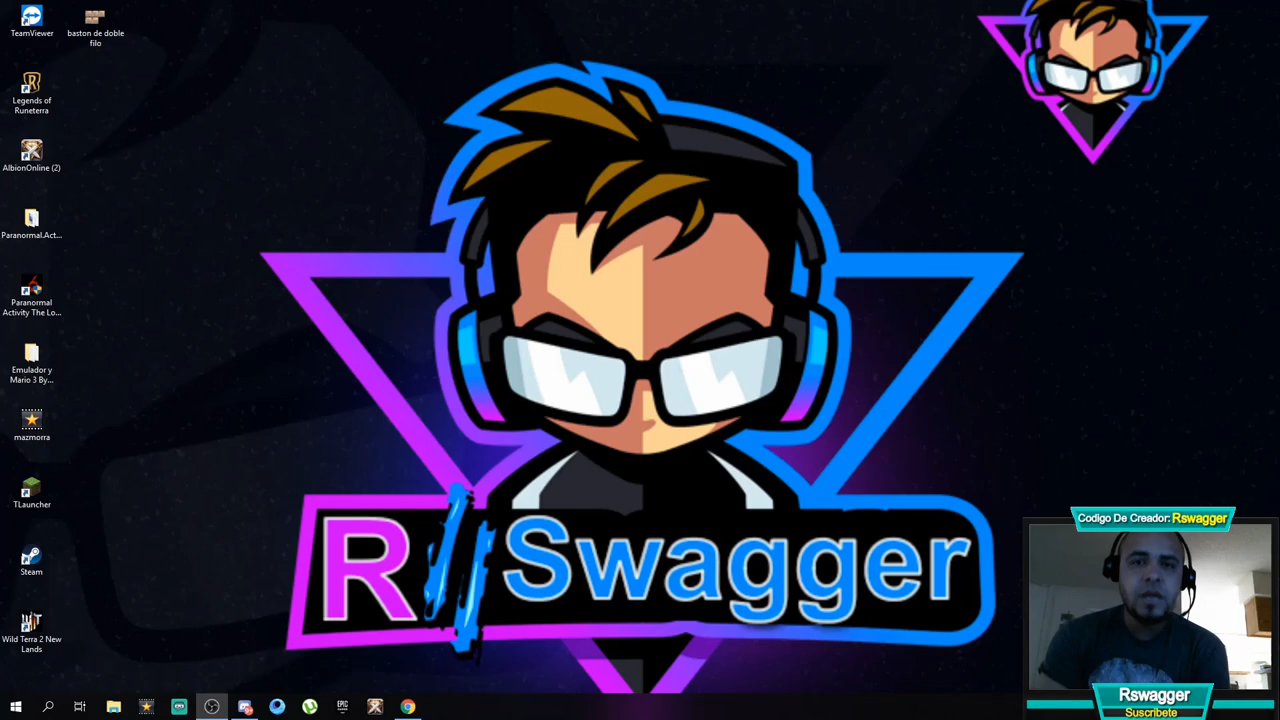 TeamViewer
baston de doble
filo
Legends of
Runeterra
AlbionOnline (2)
Paranormal.Act...
Paranormal
Activity The Lo...
Emulador y
Mario 3 By...
mazmorra
TLauncher
Steam
Wild Terra 2 New
Lands
R//Swagger
Codigo De Creador: Rswagger
Rswagger
Suscribete
EPIC